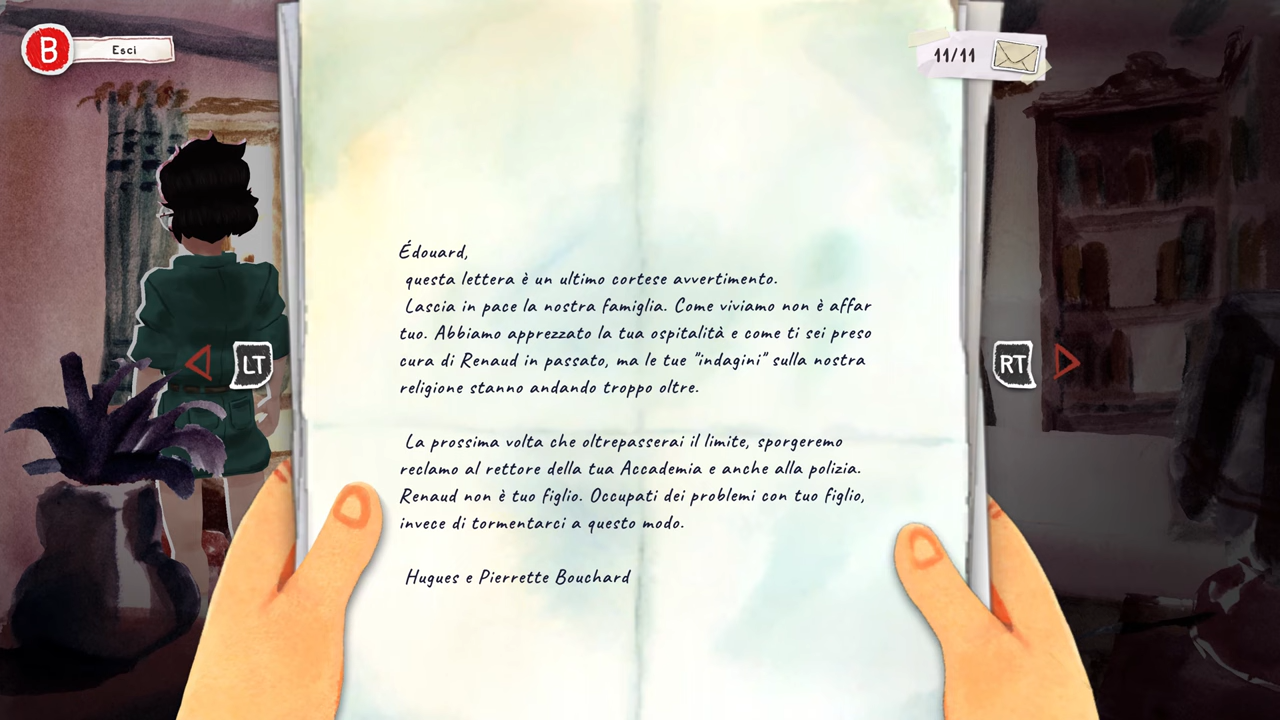 B
Esci
11/11
Édouard,
questa lettera è un ultimo cortese avvertimento.
Lascia in pace la nostra famiglia. Come viviamo non è affar
tuo. Abbiamo apprezzato la tua ospitalità e come ti sei preso
cura di Renaud in passato, ma le tue "indagini" sulla nostra
religione stanno andando troppo oltre.
La prossima volta che oltrepasserai il limite, sporgeremo
reclamo al rettore della tua Accademia e anche alla polizia.
Renaud non è tuo figlio. Occupati dei problemi con tuo figlio,
invece di tormentarci a questo modo.
Hugues e Pierrette Bouchard
LT
RT